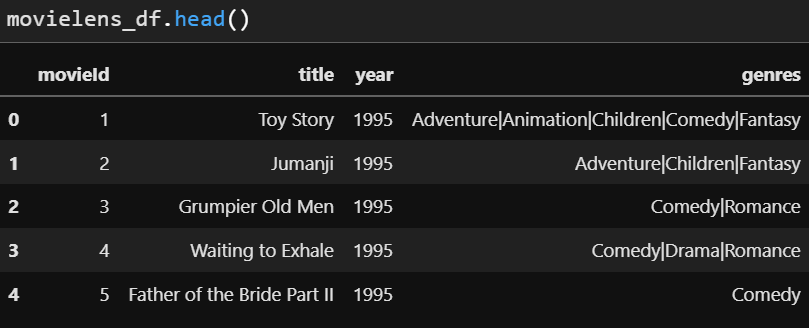 movielens_df.head()
movieId title year genres
0 1 Toy Story 1995 Adventure|Animation|Children|Comedy|Fantasy
1 2 Jumanji 1995 Adventure|Children|Fantasy
2 3 Grumpier Old Men 1995 Comedy|Romance
3 4 Waiting to Exhale 1995 Comedy|Drama|Romance
4 5 Father of the Bride Part II 1995 Comedy